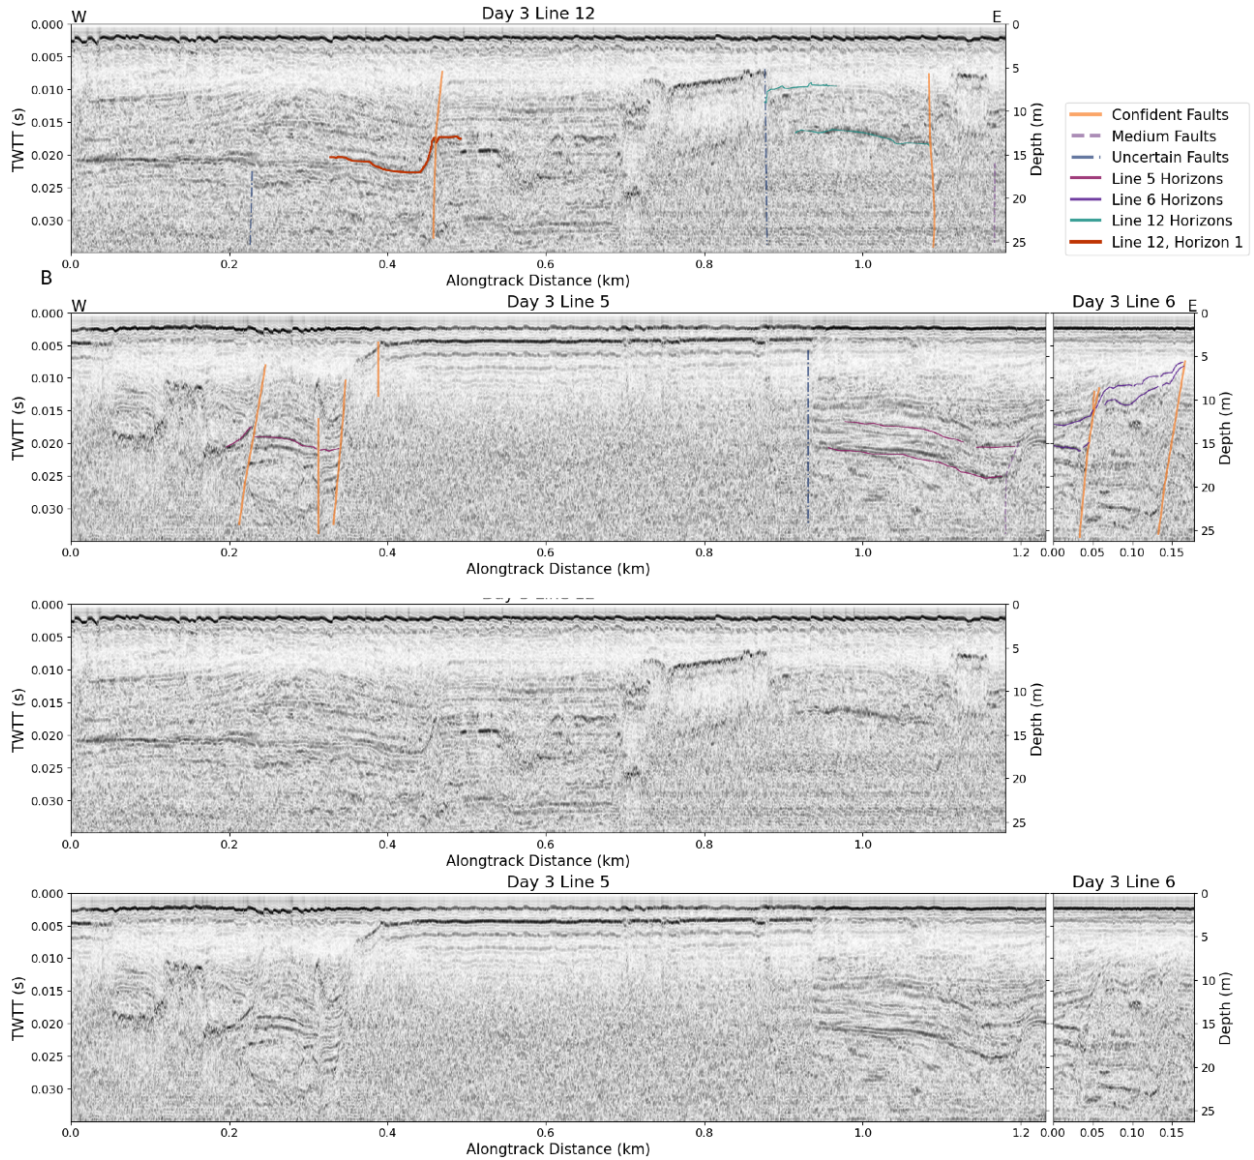 Day 3 Line 12
W E
0.000 0
0.005 5
0.010 10
0.015 15
0.020 20
0.025 25
0.030
TWTT (s)
Depth (m)
0.0 0.2 0.4 0.6 0.8 1.0
Alongtrack Distance (km)
Confident Faults
Medium Faults
Uncertain Faults
Line 5 Horizons
Line 6 Horizons
Line 12 Horizons
Line 12, Horizon 1
B
W Day 3 Line 5 Day 3 Line 6 E
0.000 0
0.005 5
0.010 10
0.015 15
0.020 20
0.025 25
0.030
TWTT (s)
Depth (m)
0.0 0.2 0.4 0.6 0.8 1.0 1.2 0.00 0.05 0.10 0.15
Alongtrack Distance (km)
0.000 0
0.005 5
0.010 10
0.015 15
0.020 20
0.025 25
0.030
TWTT (s)
Depth (m)
0.0 0.2 0.4 0.6 0.8 1.0
Alongtrack Distance (km)
Day 3 Line 5 Day 3 Line 6
0.000 0
0.005 5
0.010 10
0.015 15
0.020 20
0.025 25
0.030
TWTT (s)
Depth (m)
0.0 0.2 0.4 0.6 0.8 1.0 1.2 0.00 0.05 0.10 0.15
Alongtrack Distance (km)